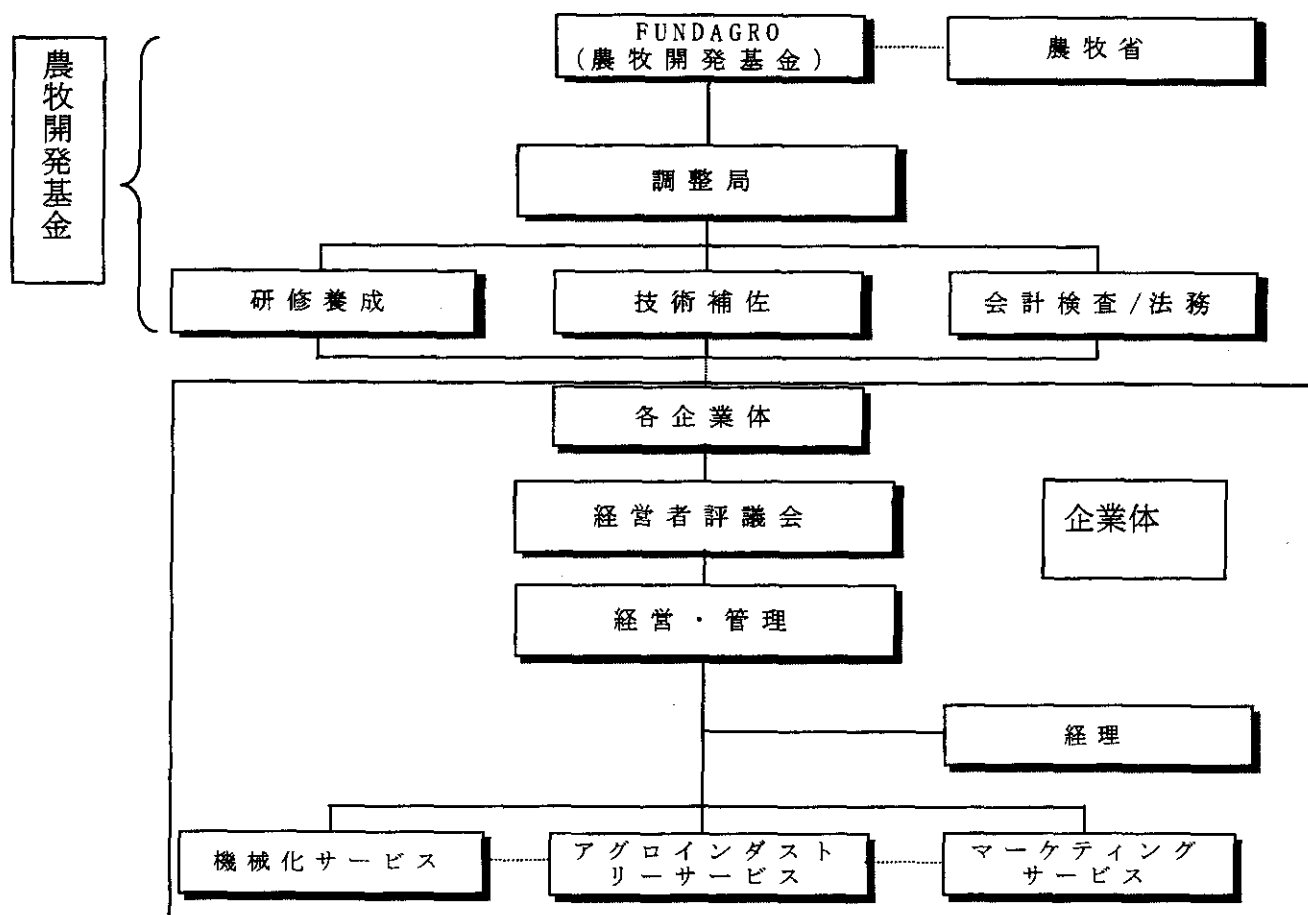 農牧開発基金
FUNDAGRO
(農牧開発基金)
農牧省
調整局
研修養成
技術補佐
会計検査/法務
各企業体
経営者評議会
企業体
経営・管理
経理
機械化サービス
アグロインダスト
リーサービス
マーケティング
サービス